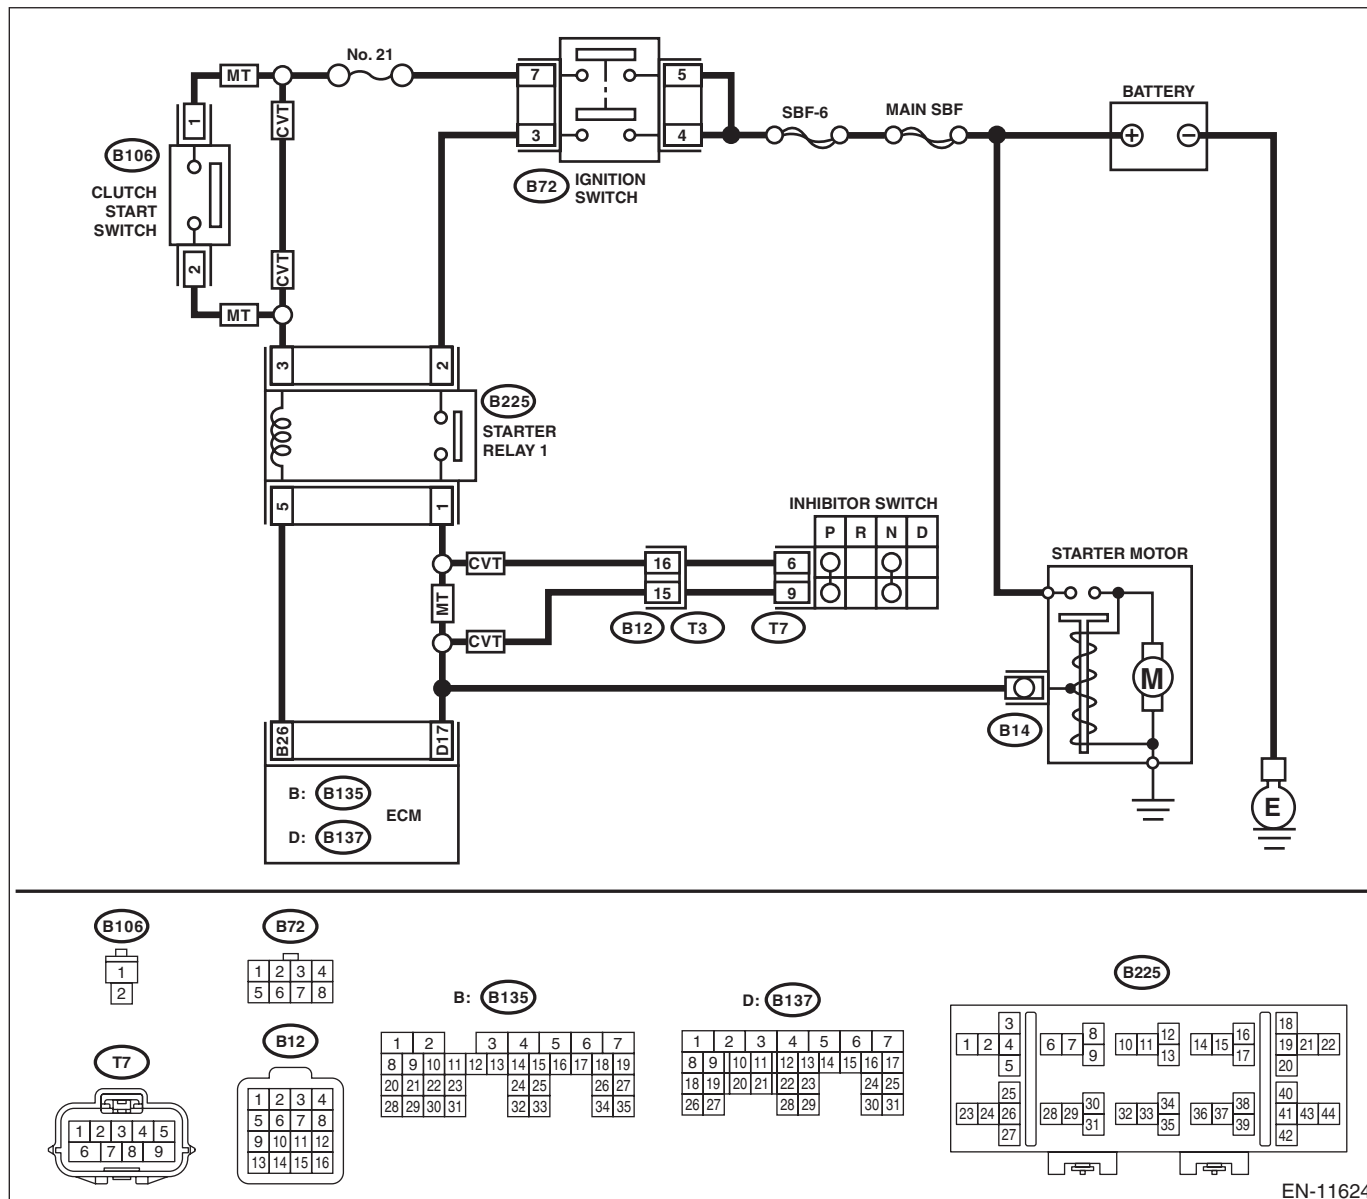 No. 21
MT
7
5
BATTERY
CVT
1
SBF-6
MAIN SBF
3
4
+
−
B106
B72
IGNITION
SWITCH
CLUTCH
START
SWITCH
2
CVT
MT
3
2
B225
STARTER
RELAY 1
5
1
INHIBITOR SWITCH
P R N D
CVT
16
6
STARTER MOTOR
MT
15
9
B12
T3
T7
CVT
M
B14
B26
D17
B: B135
ECM
D: B137
E
B106
1
2
B72
1 2 3 4
5 6 7 8
T7
1 2 3 4 5
6 7 8 9
B12
1 2 3 4
5 6 7 8
9 10 11 12
13 14 15 16
B: B135
1 2 3 4 5 6 7
8 9 10 11 12 13 14 15 16 17 18 19
20 21 22 23 24 25 26 27
28 29 30 31 32 33 34 35
D: B137
1 2 3 4 5 6 7
8 9 10 11 12 13 14 15 16 17
18 19 20 21 22 23 24 25
26 27 28 29 30 31
B225
3 18
8 12 16
1 2 4 6 7 10 11 14 15 19 21 22
9 13 17
5 20
25 40
30 34 38
23 24 26 28 29 32 33 36 37 41 43 44
31 35 39
27 42
EN-11624